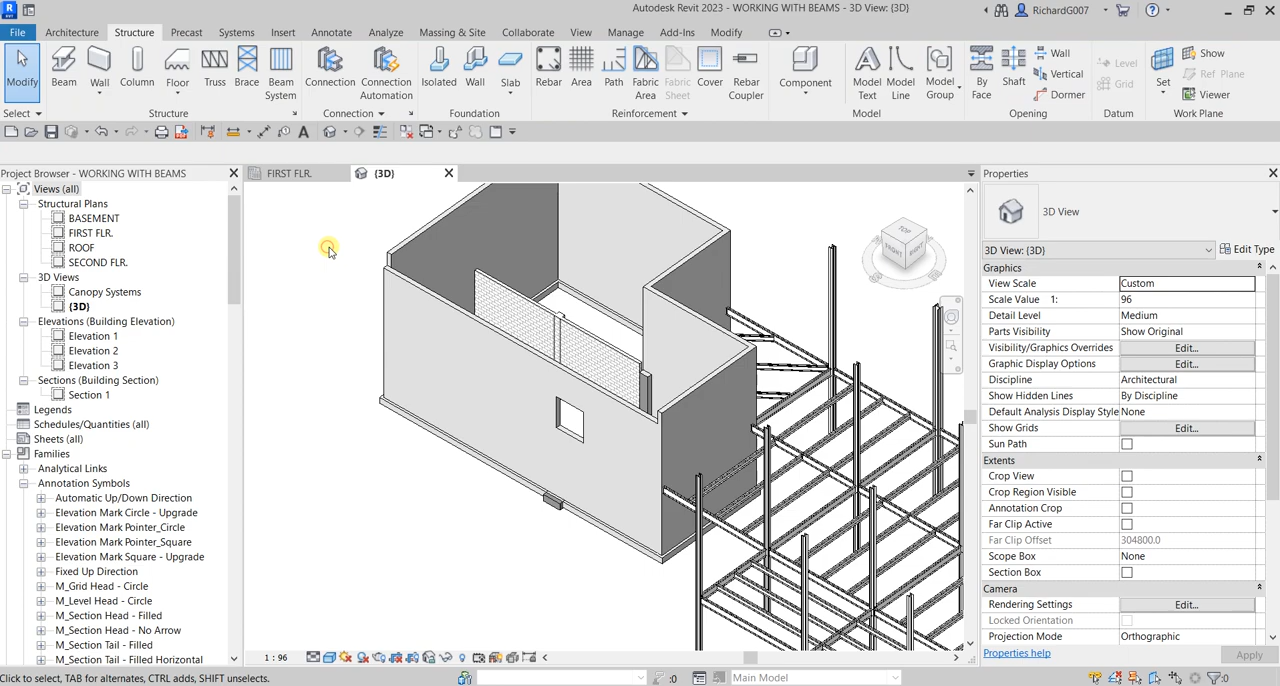 Autodesk Revit 2023 - WORKING WITH BEAMS - 3D View: {3D}
RichardG007
File Architecture Structure Precast Systems Insert Annotate Analyze Massing & Site Collaborate View Manage Add-Ins Modify
Modify Beam Wall Column Floor Truss Brace Beam System Connection Connection Automation Isolated Wall Slab Rebar Area Path Fabric Area Fabric Sheet Cover Rebar Coupler Component Model Text Model Line Model Group By Face Shaft Wall Vertical Dormer Level Grid Set Show Ref Plane Viewer
Select Structure Connection Foundation Reinforcement Model Opening Datum Work Plane
Project Browser - WORKING WITH BEAMS
FIRST FLR.
{3D}
Properties
Views (all)
Structural Plans
BASEMENT
FIRST FLR.
ROOF
SECOND FLR.
3D Views
Canopy Systems
{3D}
Elevations (Building Elevation)
Elevation 1
Elevation 2
Elevation 3
Sections (Building Section)
Section 1
Legends
Schedules/Quantities (all)
Sheets (all)
Families
Analytical Links
Annotation Symbols
Automatic Up/Down Direction
Elevation Mark Circle - Upgrade
Elevation Mark Pointer_Circle
Elevation Mark Pointer_Square
Elevation Mark Square - Upgrade
Fixed Up Direction
M_Grid Head - Circle
M_Level Head - Circle
M_Section Head - Filled
M_Section Head - No Arrow
M_Section Tail - Filled
M_Section Tail - Filled Horizontal
TOP
FRONT
RIGHT
3D View
3D View: {3D}
Edit Type
Graphics
View Scale Custom
Scale Value 1: 96
Detail Level Medium
Parts Visibility Show Original
Visibility/Graphics Overrides Edit...
Graphic Display Options Edit...
Discipline Architectural
Show Hidden Lines By Discipline
Default Analysis Display Style None
Show Grids Edit...
Sun Path
Extents
Crop View
Crop Region Visible
Annotation Crop
Far Clip Active
Far Clip Offset 304800.0
Scope Box None
Section Box
Camera
Rendering Settings Edit...
Locked Orientation
Projection Mode Orthographic
Properties help
Apply
1 : 96
Click to select, TAB for alternates, CTRL adds, SHIFT unselects.
:0
Main Model
:0